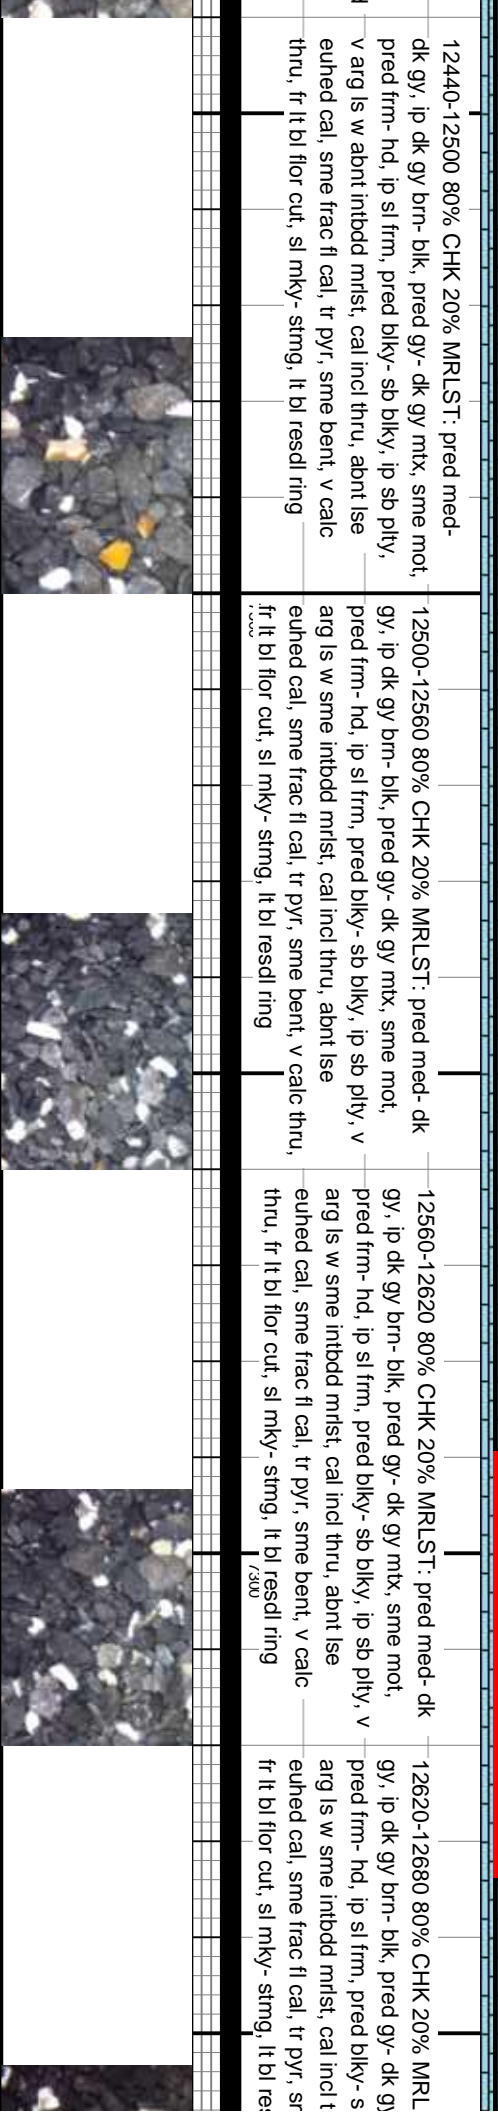 12440-12500 80% CHK 20% MRLST: pred med-
dk gy, ip dk gy brn- blk, pred gy- dk gy mtx, sme mot,
pred frm- hd, ip sl frm, pred blky- sb blky, ip sb plty,
v arg ls w abnt intbdd mrlst, cal incl thru, abnt lse
euhed cal, sme frac fl cal, tr pyr, sme bent, v calc
thru, fr lt bl flor cut, sl mky- stmg, lt bl resdl ring
12500-12560 80% CHK 20% MRLST: pred med- dk
gy, ip dk gy brn- blk, pred gy- dk gy mtx, sme mot,
pred frm- hd, ip sl frm, pred blky- sb blky, ip sb plty, v
arg ls w sme intbdd mrlst, cal incl thru, abnt lse
euhed cal, sme frac fl cal, tr pyr, sme bent, v calc thru,
fr lt bl flor cut, sl mky- stmg, lt bl resdl ring
12560-12620 80% CHK 20% MRLST: pred med- dk
gy, ip dk gy brn- blk, pred gy- dk gy mtx, sme mot,
pred frm- hd, ip sl frm, pred blky- sb blky, ip sb plty, v
arg ls w sme intbdd mrlst, cal incl thru, abnt lse
euhed cal, sme frac fl cal, tr pyr, sme bent, v calc
thru, fr lt bl flor cut, sl mky- stmg, lt bl resdl ring
7300
12620-12680 80% CHK 20% MRL
gy, ip dk gy brn- blk, pred gy- dk gy
pred frm- hd, ip sl frm, pred blky- s
arg ls w sme intbdd mrlst, cal incl t
euhed cal, sme frac fl cal, tr pyr, sr
fr lt bl flor cut, sl mky- stmg, lt bl res